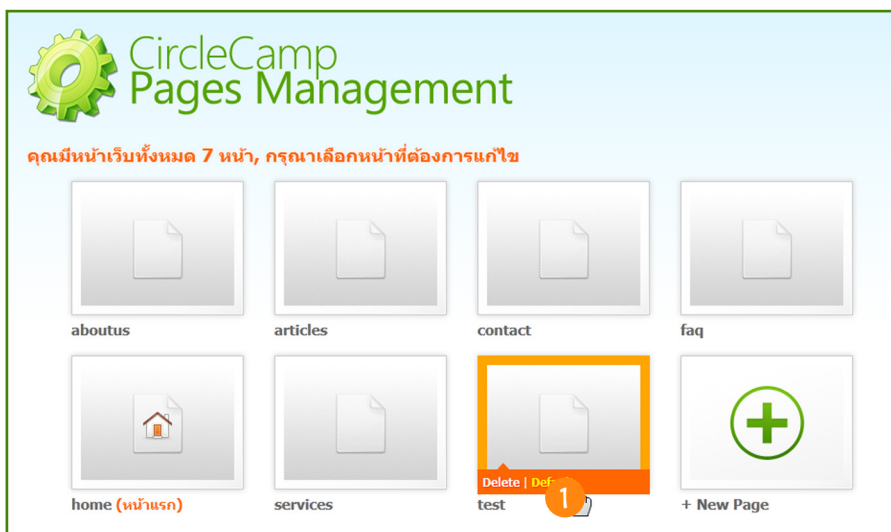 CircleCamp
Pages Management
คุณมีหน้าเว็บทั้งหมด 7 หน้า, กรุณาเลือกหน้าที่ต้องการแก้ไข
aboutus
articles
contact
faq
Delete |
1
home (หน้าแรก)
services
test
+ New Page